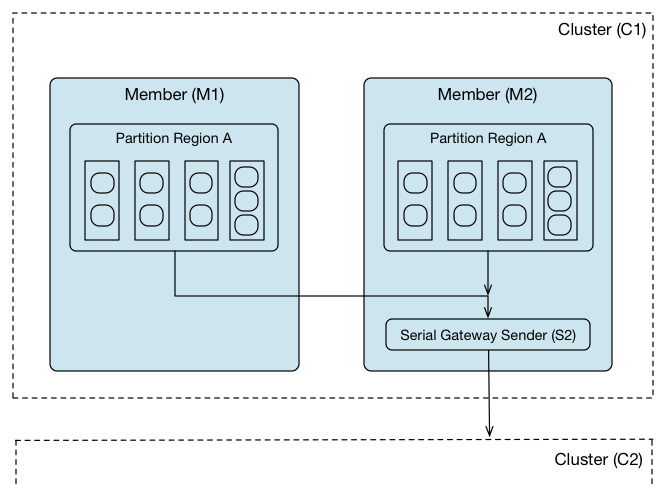 Cluster (C1)
Member (M1)
Member (M2)
Partition Region A
Partition Region A
Serial Gateway Sender (S2)
Cluster (C2)